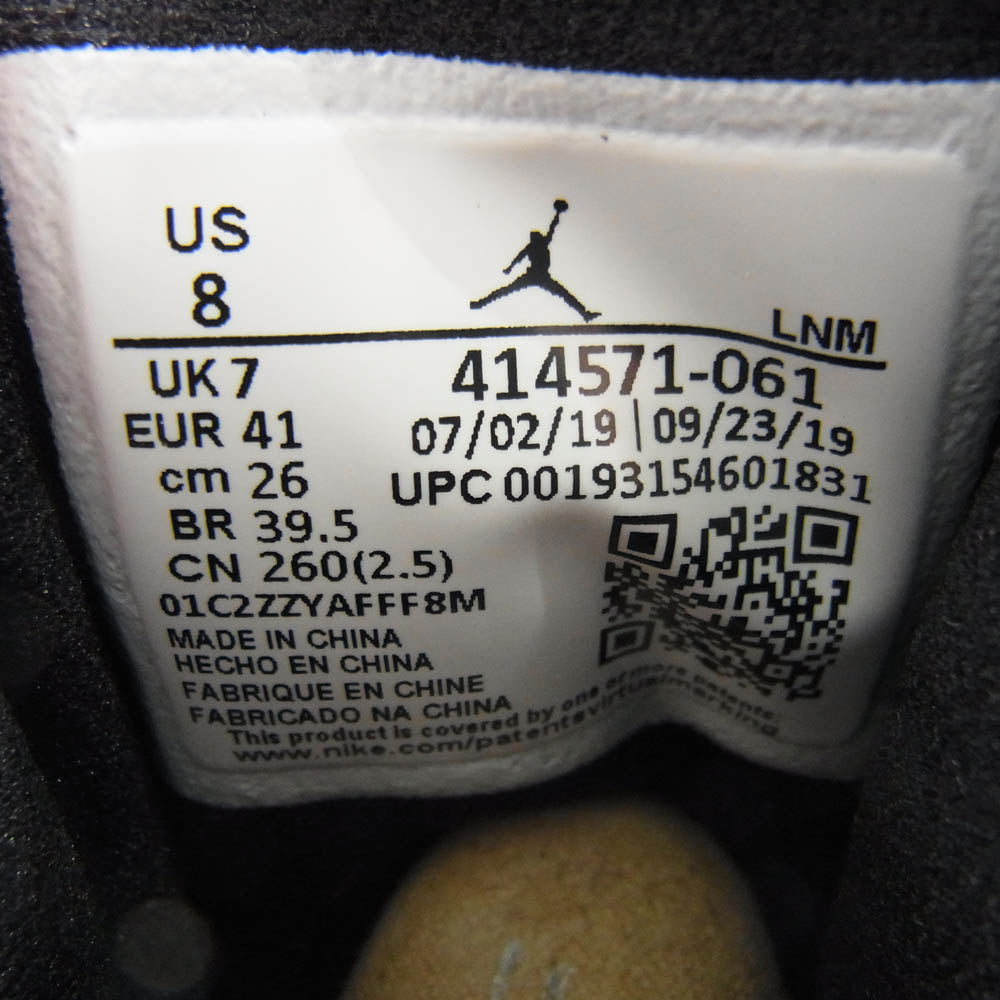 US
8
LNM
UK 7
414571-061
EUR 41
07/02/19 | 09/23/19
cm 26
UPC 00193154601831
BR 39.5
CN 260(2.5)
01C2ZZYAFFF8M
MADE IN CHINA
HECHO EN CHINA
FABRIQUE EN CHINE
FABRICADO NA CHINA
This product is covered by one or more patents:
www.nike.com/patentsvirtualmarking